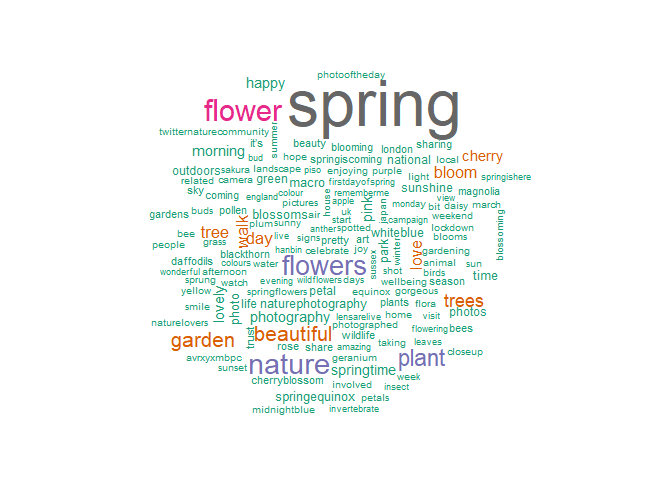 photooftheday
happy
spring
flower
twitternaturecommunity
summer
it's
beauty
blooming
london
sharing
morning
bud
hope
springiscoming
national
local
cherry
outdoors
sakura
landscape
piso
enjoying
purple
light
bloom
springishere
related
camera
green
macro
firstdayofspring
sunshine
magnolia
sky
coming
england
colour
pictures
house
apple
rememberme
pink
japan
monday
view
bit
daisy
march
gardens
buds
pollen
blossoms
air
uk
start
campaign
weekend
blossoming
walk
plum
sunny
anther
spotted
whiteblue
lockdown
tree
day
live
signs
pretty
art
park
winter
love
blooms
people
grass
blackthorn
hanbin
celebrate
joy
sussex
gardening
daffodils
colours
water
flowers
shot
animal
sun
wonderful
afternoon
birds
time
sprung
watch
evening
wildflowers
days
wellbeing
season
yellow
lovely
photo
springflowers
petal
equinox
gorgeous
smile
life
naturephotography
plants
flora
trees
naturelovers
photography
lensarelive
home
visit
photos
garden
trust
beautiful
photographed
flowering
bees
wildlife
rose
share
amazing
taking
leaves
avrxyxmbpc
nature
geranium
plant
closeup
sunset
springtime
week
cherryblossom
involved
insect
springequinox
petals
midnightblue
invertebrate
bee